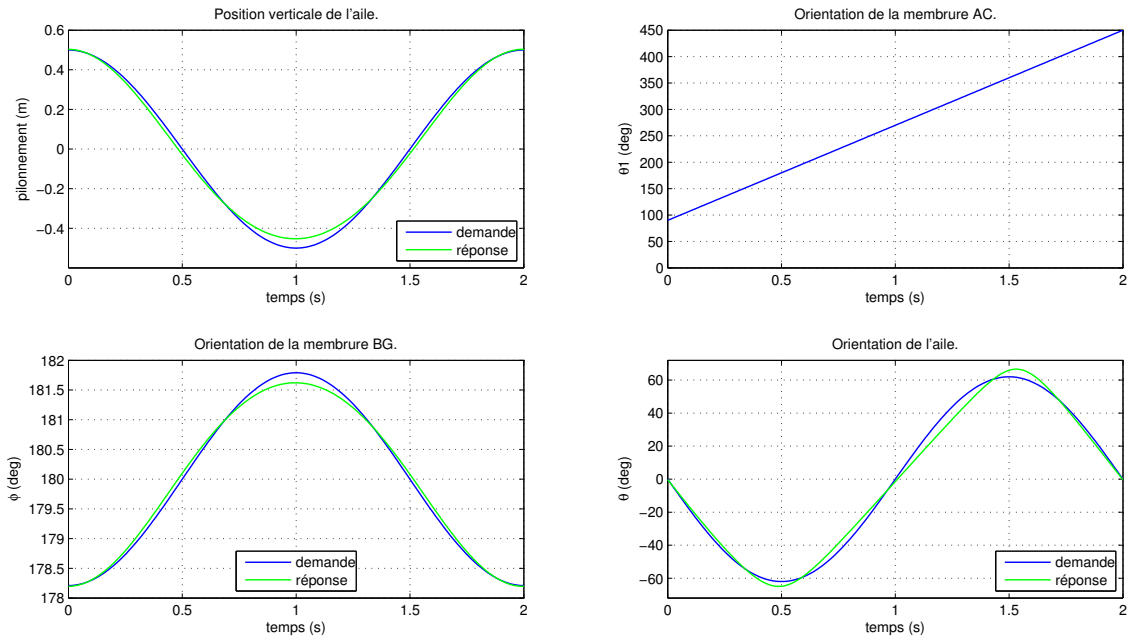 Position verticale de l'aile.
0.6
0.4
0.2
0
−0.2
−0.4
pilonnement (m)
0 0.5 1 1.5 2
temps (s)
demande
réponse
Orientation de la membrure AC.
450
400
350
300
250
200
150
100
50
0
θ1 (deg)
0 0.5 1 1.5 2
temps (s)
Orientation de la membrure BG.
182
181.5
181
180.5
180
179.5
179
178.5
178
ϕ (deg)
0 0.5 1 1.5 2
temps (s)
demande
réponse
Orientation de l'aile.
60
40
20
0
−20
−40
−60
θ (deg)
0 0.5 1 1.5 2
temps (s)
demande
réponse